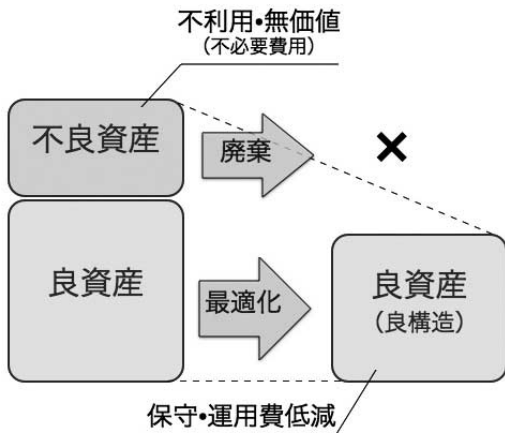 不利用・無価値
（不必要費用）
不良資産
廃棄
×
良資産
最適化
良資産
（良構造）
保守・運用費低減